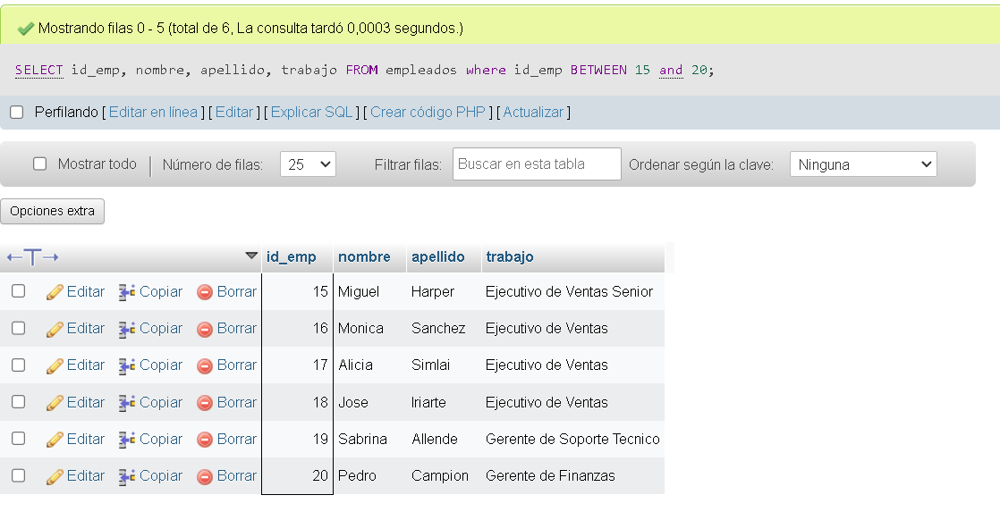 Mostrando filas 0 - 5 (total de 6, La consulta tardó 0,0003 segundos.)
SELECT id_emp, nombre, apellido, trabajo FROM empleados where id_emp BETWEEN 15 and 20;
Perfilando [ Editar en línea ] [ Editar ] [ Explicar SQL ] [ Crear código PHP ] [ Actualizar ]
Mostrar todo Número de filas: 25 Filtrar filas: Buscar en esta tabla Ordenar según la clave: Ninguna
Opciones extra
id_emp nombre apellido trabajo
Editar Copiar Borrar 15 Miguel Harper Ejecutivo de Ventas Senior
Editar Copiar Borrar 16 Monica Sanchez Ejecutivo de Ventas
Editar Copiar Borrar 17 Alicia Simlai Ejecutivo de Ventas
Editar Copiar Borrar 18 Jose Iriarte Ejecutivo de Ventas
Editar Copiar Borrar 19 Sabrina Allende Gerente de Soporte Tecnico
Editar Copiar Borrar 20 Pedro Campion Gerente de Finanzas